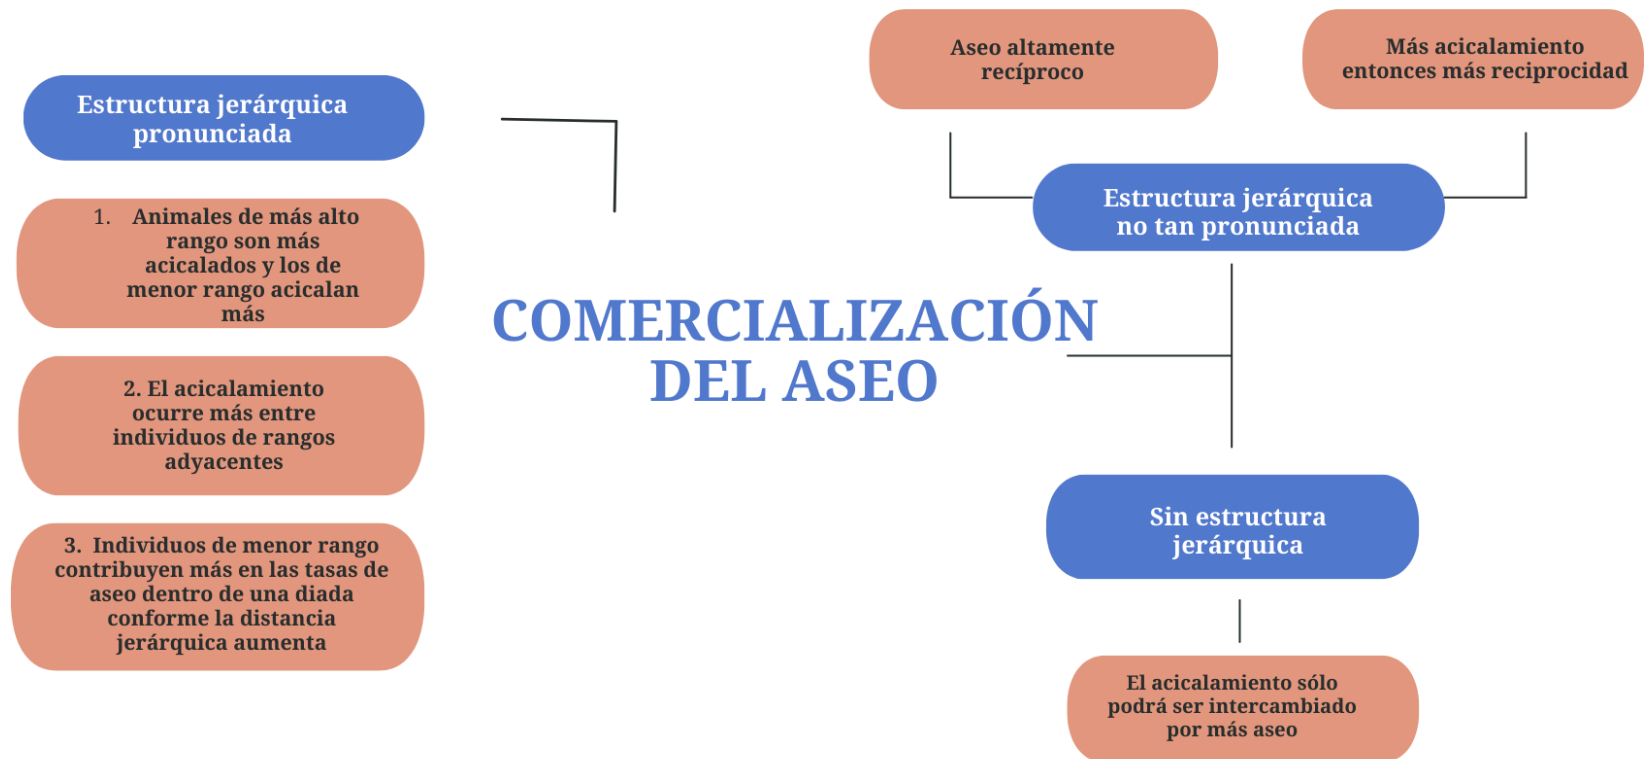 Estructura jerárquica
pronunciada
1. Animales de más alto
rango son más
acicalados y los de
menor rango acicalan
más
2. El acicalamiento
ocurre más entre
individuos de rangos
adyacentes
3. Individuos de menor rango
contribuyen más en las tasas de
aseo dentro de una diada
conforme la distancia
jerárquica aumenta
COMERCIALIZACIÓN
DEL ASEO
Aseo altamente
recíproco
Más acicalamiento
entonces más reciprocidad
Estructura jerárquica
no tan pronunciada
Sin estructura
jerárquica
El acicalamiento sólo
podrá ser intercambiado
por más aseo